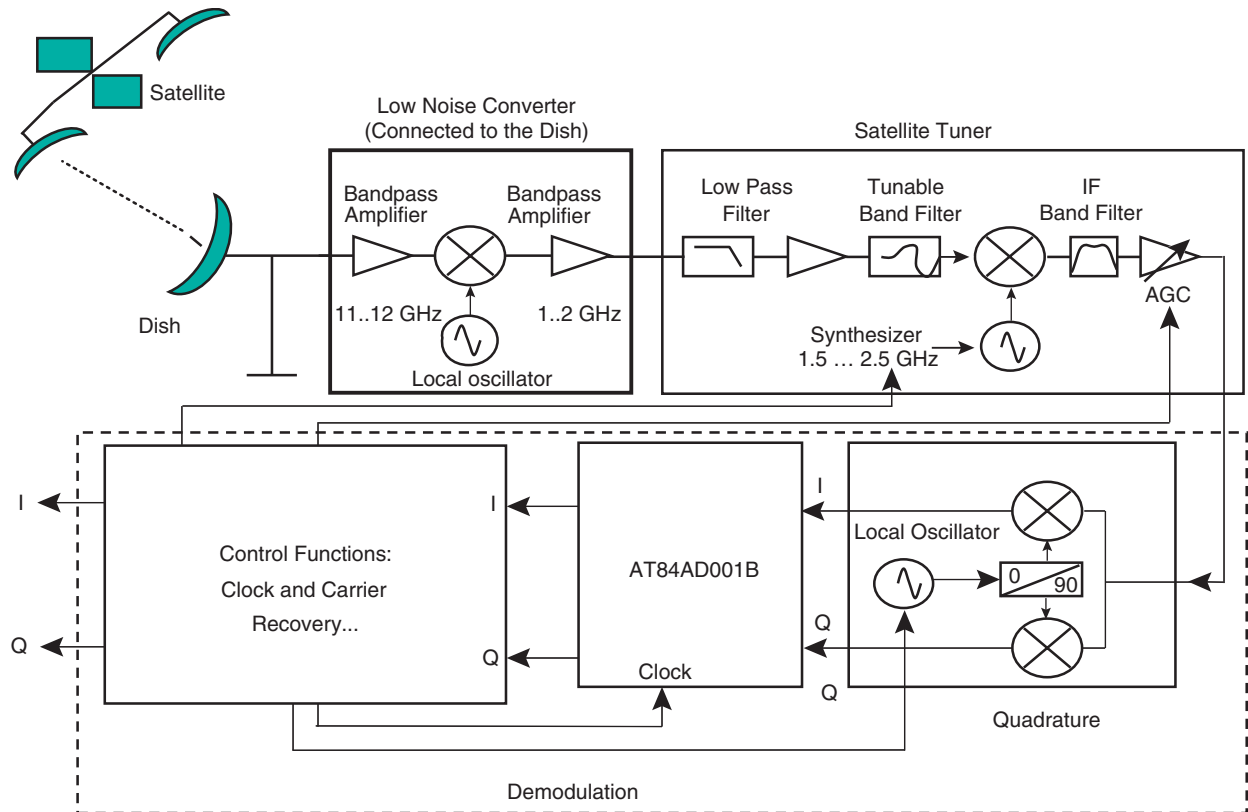 Satellite
Low Noise Converter
(Connected to the Dish)
Satellite Tuner
Bandpass
Amplifier
Bandpass
Amplifier
Low Pass
Filter
Tunable
Band Filter
IF
Band Filter
Dish
11..12 GHz
1..2 GHz
AGC
Local oscillator
Synthesizer
1.5 … 2.5 GHz
I
Control Functions:
Clock and Carrier
Recovery...
Q
I
Q
AT84AD001B
Clock
I
Q
Q
Local Oscillator
0
90
Quadrature
Demodulation